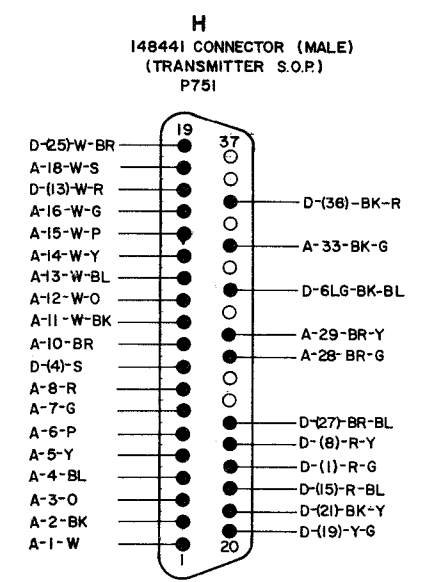 H
148441 CONNECTOR (MALE)
(TRANSMITTER S.O.P.)
P751
19
37
D-(25)-W-BR
A-18-W-S
D-(13)-W-R
A-16-W-G
A-15-W-P
A-14-W-Y
A-13-W-BL
A-12-W-O
A-11-W-BK
A-10-BR
D-(4)-S
A-8-R
A-7-G
A-6-P
A-5-Y
A-4-BL
A-3-O
A-2-BK
A-1-W
D-(36)-BK-R
A-33-BK-G
D-6LG-BK-BL
A-29-BR-Y
A-28-BR-G
D-(27)-BR-BL
D-(8)-R-Y
D-(1)-R-G
D-(15)-R-BL
D-(21)-BK-Y
D-(19)-Y-G
1
20